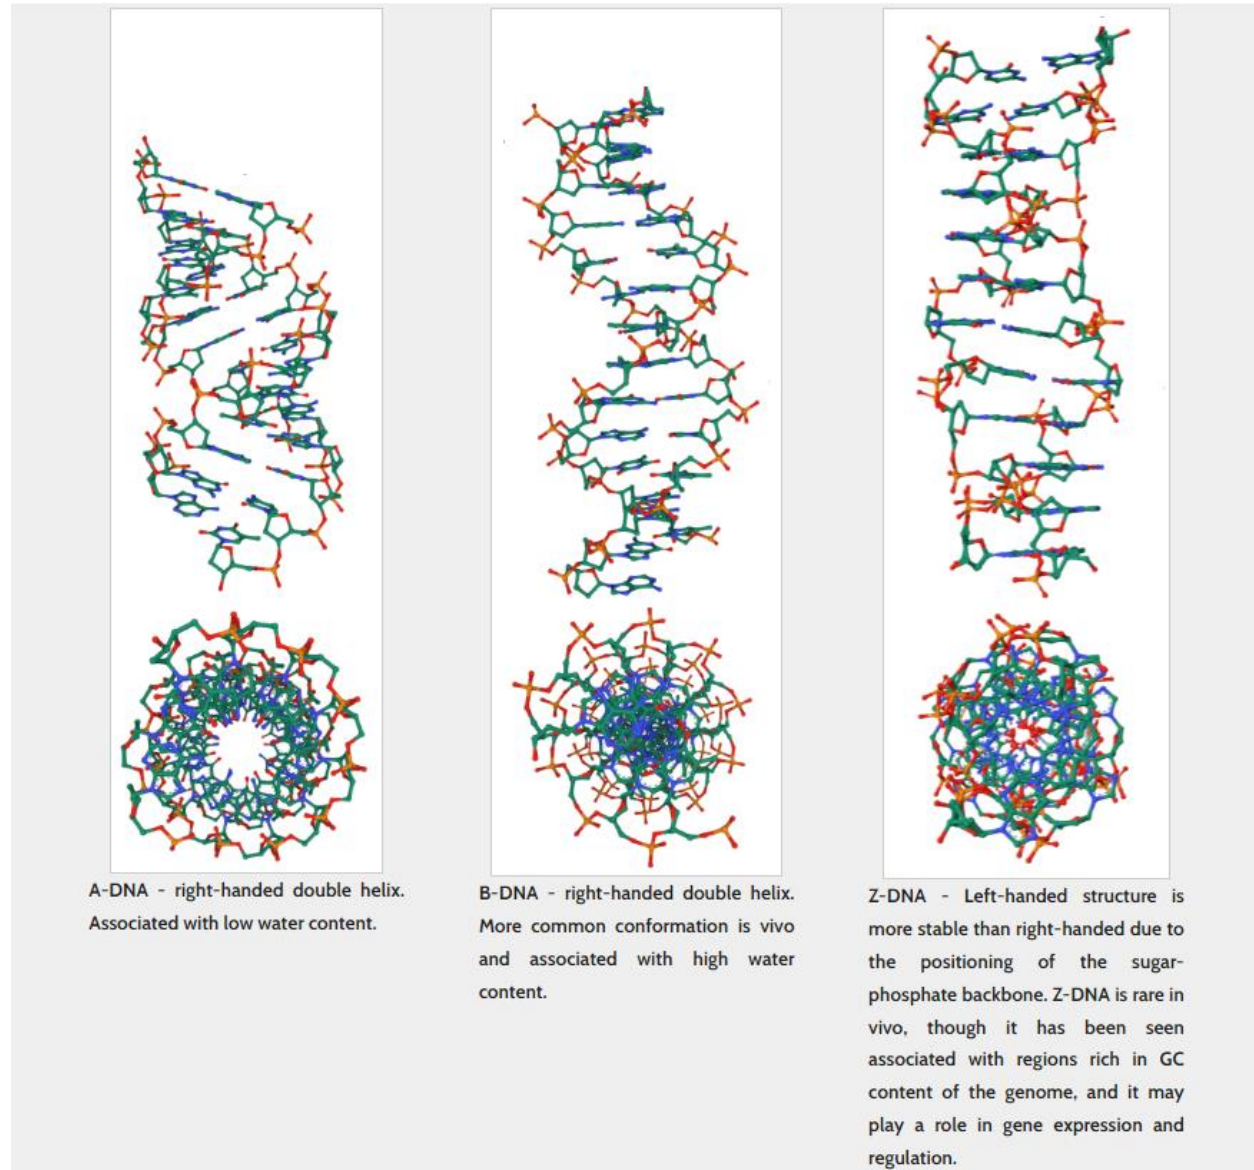 A-DNA - right-handed double helix.
Associated with low water content.
B-DNA - right-handed double helix.
More common conformation is vivo
and associated with high water
content.
Z-DNA - Left-handed structure is
more stable than right-handed due to
the positioning of the sugar-
phosphate backbone. Z-DNA is rare in
vivo, though it has been seen
associated with regions rich in GC
content of the genome, and it may
play a role in gene expression and
regulation.